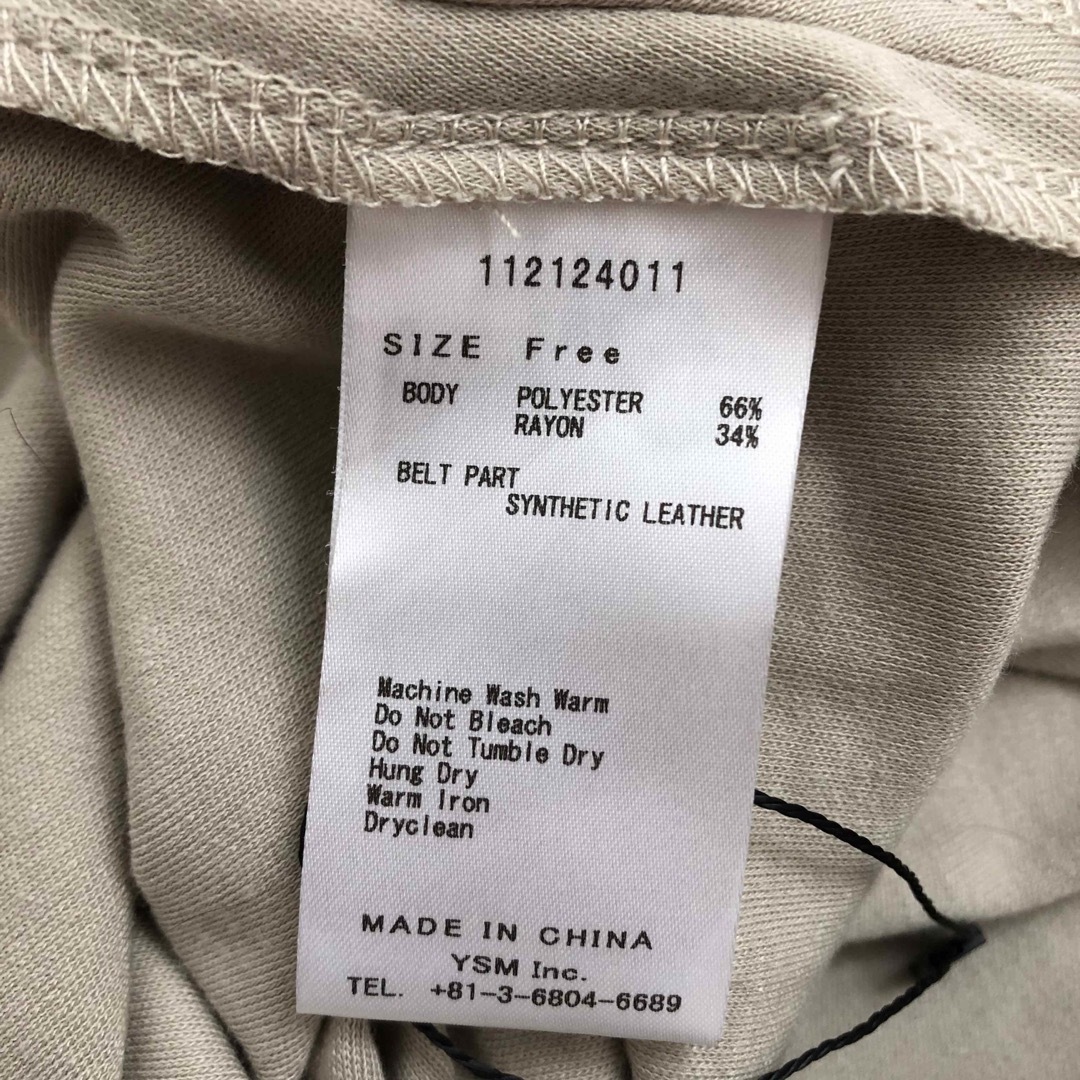 112124011
SIZE Free
BODY POLYESTER 66%
RAYON 34%
BELT PART
SYNTHETIC LEATHER
Machine Wash Warm
Do Not Bleach
Do Not Tumble Dry
Hung Dry
Warm Iron
Dryclean
MADE IN CHINA
YSM Inc.
TEL. +81-3-6804-6689